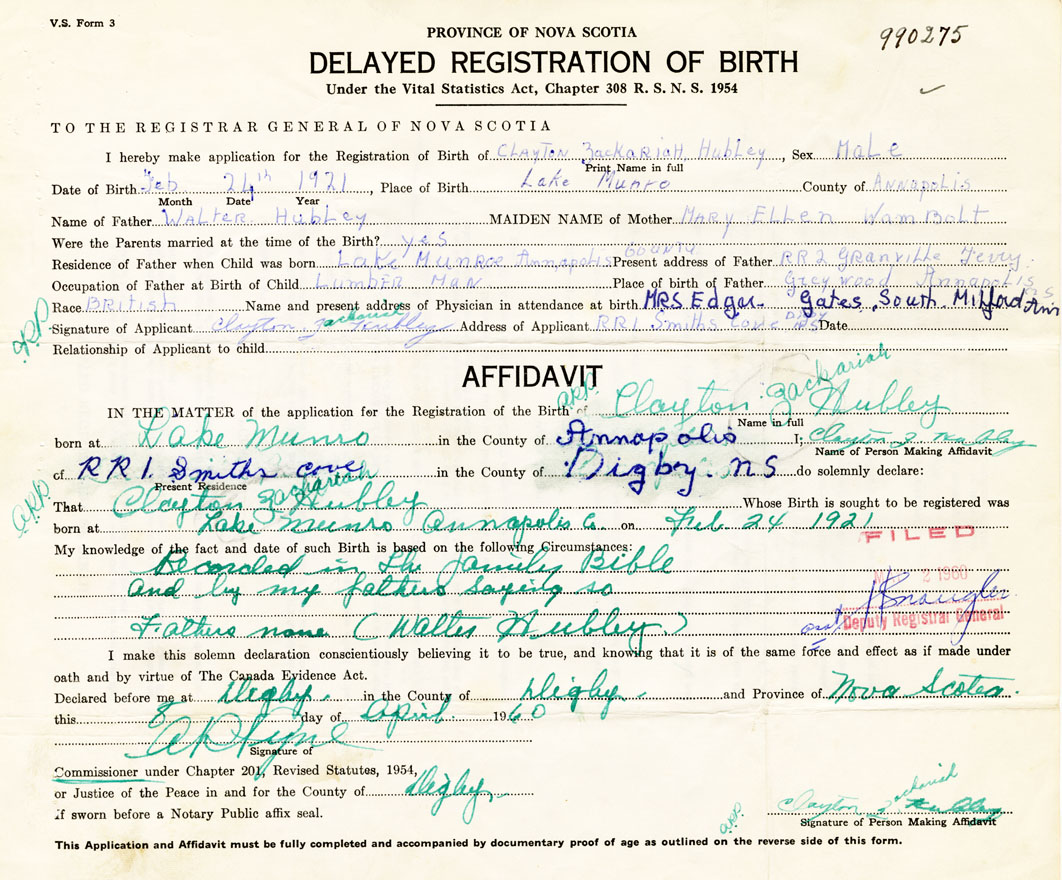 V.S. Form 3
990275
PROVINCE OF NOVA SCOTIA
DELAYED REGISTRATION OF BIRTH
Under the Vital Statistics Act, Chapter 308 R. S. N. S. 1954
TO THE REGISTRAR GENERAL OF NOVA SCOTIA
I hereby make application for the Registration of Birth of CLAYTON ZACKARIAH Hubley, Sex MaLe
Print Name in full
Date of Birth Feb. 24th 1921, Place of Birth Lake Munro County of ANNAPOLIS
Month Date Year
Name of Father WALTER HUBLEY MAIDEN NAME of Mother MARY ELLEN WAMBOLT
Were the Parents married at the time of the Birth? yes
Residence of Father when Child was born Lake Munroe Annapolis COUNTY Present address of Father RR2 GRANVILLE Ferry
Occupation of Father at Birth of Child LUMBER MAN Place of birth of Father Greywood Annapolis NS
Race BRITISH Name and present address of Physician in attendance at birth MRS Edgar Gates, South Milford Ann
ARP
Signature of Applicant Clayton Zackariah Hubley Address of Applicant RR1 Smiths Cove DIGBY NS Date
Relationship of Applicant to child
AFFIDAVIT
IN THE MATTER of the application for the Registration of the Birth ARP of Clayton Zackariah Hubley
Name in full
born at Lake Munro in the County of Annapolis I, Clayton Z Hubley
Name of Person Making Affidavit
of RR1. Smiths cove in the County of Digby. NS do solemnly declare:
Present Residence
ARP
That Clayton Zackariah Hubley Whose Birth is sought to be registered was
born at Lake Munro Annapolis Co. on Feb 24 1921
My knowledge of the fact and date of such Birth is based on the following Circumstances:
FILED
Recorded in the Family Bible
2 1960
and by my fathers saying so
Deputy Registrar General
Fathers name (Walter Hubley)
I make this solemn declaration conscientiously believing it to be true, and knowing that it is of the same force and effect as if made under
oath and by virtue of The Canada Evidence Act.
Declared before me at Digby in the County of Digby and Province of Nova Scotia.
this 8 day of April 1960
Signature of
Commissioner under Chapter 201, Revised Statutes, 1954,
or Justice of the Peace in and for the County of Digby
If sworn before a Notary Public affix seal.
ARP
Clayton Zackariah Hubley
Signature of Person Making Affidavit
This Application and Affidavit must be fully completed and accompanied by documentary proof of age as outlined on the reverse side of this form.